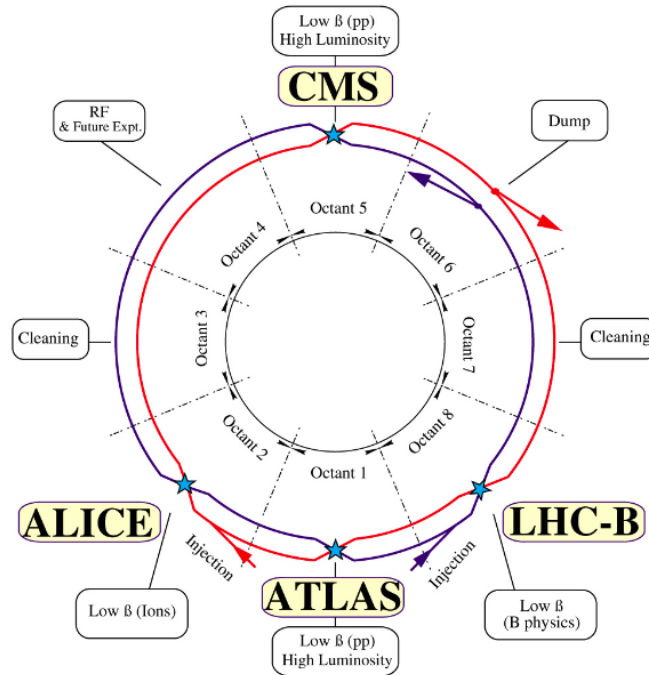 Low ß (pp)
High Luminosity
CMS
RF
& Future Expt.
Dump
Octant 5
Octant 4
Octant 6
Cleaning
Octant 3
Octant 7
Cleaning
Octant 2
Octant 8
Octant 1
ALICE
LHC-B
Injection
Injection
ATLAS
Low ß (Ions)
Low ß
(B physics)
Low ß (pp)
High Luminosity